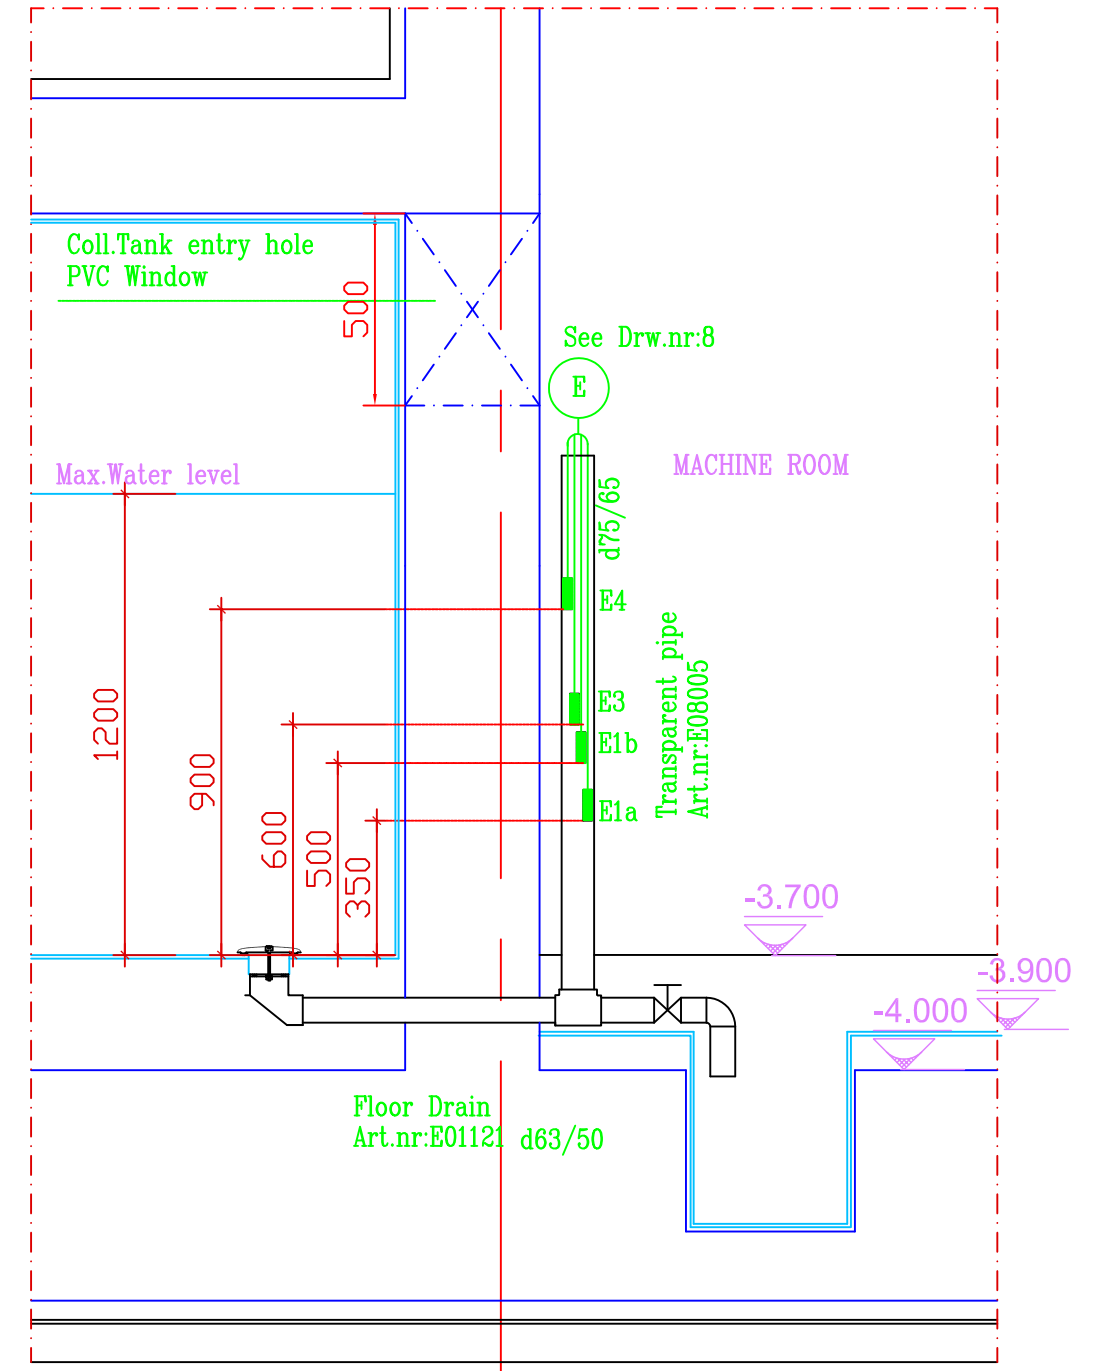 Coll.Tank entry hole
PVC Window
500
See Drw.nr:8
E
Max.Water level
MACHINE ROOM
d75/65
E4
Transparent pipe
Art.nr:E08005
E3
E1b
E1a
1200
900
600
500
350
-3.700
-3.900
-4.000
Floor Drain
Art.nr:E01121 d63/50